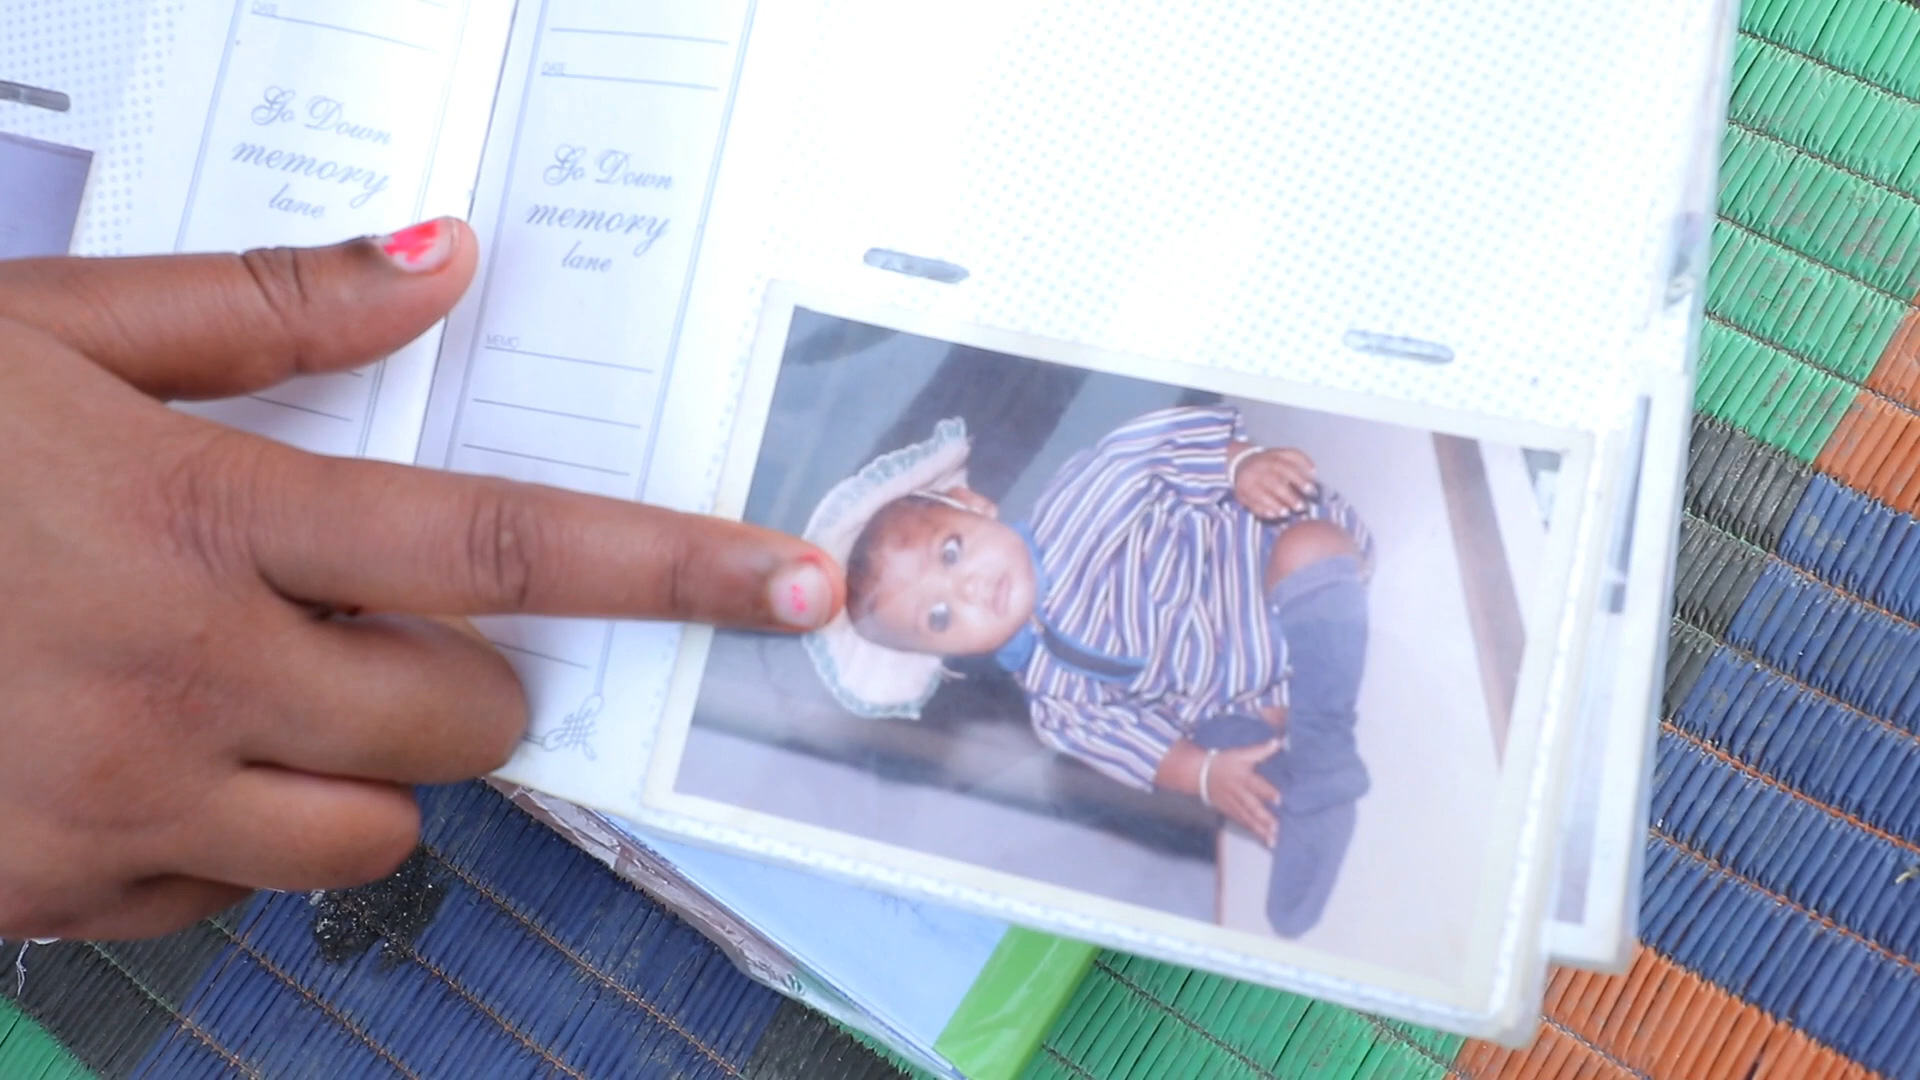 DATE
Go Down
memory
lane
DATE
Go Down
memory
lane
MEMO